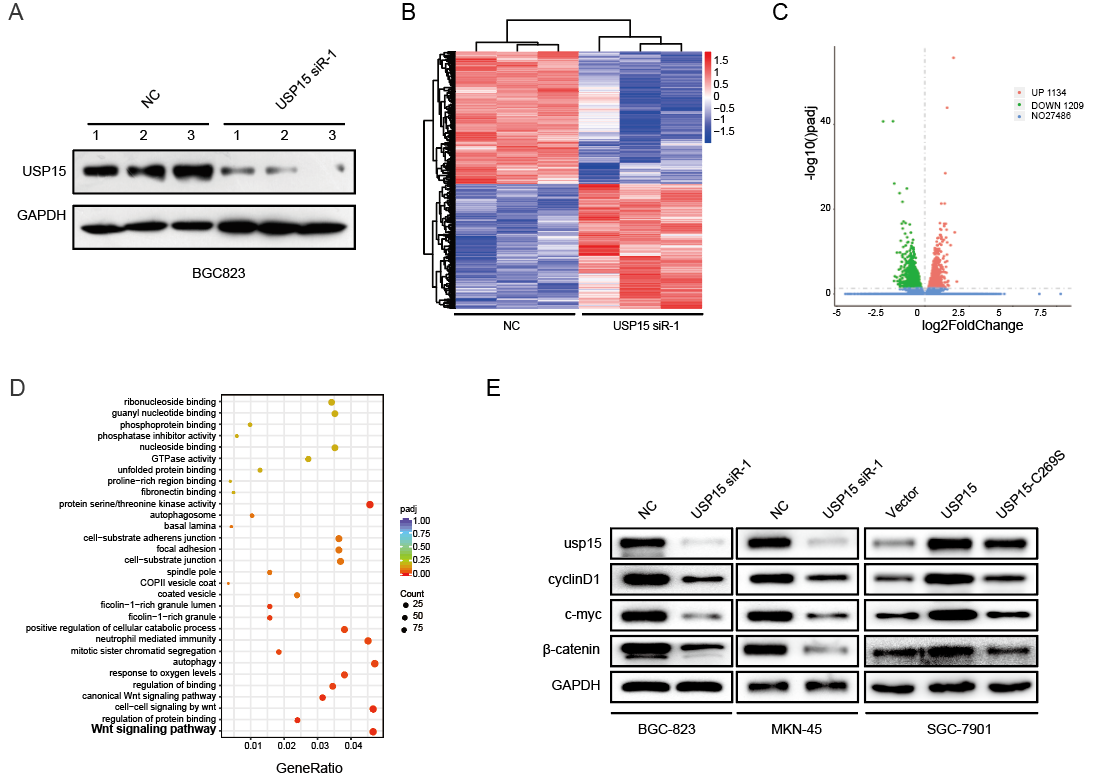 A
NC
USP15 siR-1
1 2 3 1 2 3
USP15
GAPDH
BGC823
B
1.5
1
0.5
0
−0.5
−1
−1.5
NC
USP15 siR-1
C
-log10()padj
40
20
0
-5 -2.5 0 2.5 5 7.5
log2FoldChange
UP 1134
DOWN 1209
NO27486
D
ribonucleoside binding
guanyl nucleotide binding
phosphoprotein binding
phosphatase inhibitor activity
nucleoside binding
GTPase activity
unfolded protein binding
proline−rich region binding
fibronectin binding
protein serine/threonine kinase activity
autophagosome
basal lamina
cell−substrate adherens junction
focal adhesion
cell−substrate junction
spindle pole
COPII vesicle coat
coated vesicle
ficolin−1−rich granule lumen
ficolin−1−rich granule
positive regulation of cellular catabolic process
neutrophil mediated immunity
mitotic sister chromatid segregation
autophagy
response to oxygen levels
regulation of binding
canonical Wnt signaling pathway
cell−cell signaling by wnt
regulation of protein binding
Wnt signaling pathway
0.01 0.02 0.03 0.04
GeneRatio
padj
1.00
0.75
0.50
0.25
0.00
Count
25
50
75
E
NC
USP15 siR-1
NC
USP15 siR-1
Vector
USP15
USP15-C269S
usp15
cyclinD1
c-myc
β-catenin
GAPDH
BGC-823
MKN-45
SGC-7901